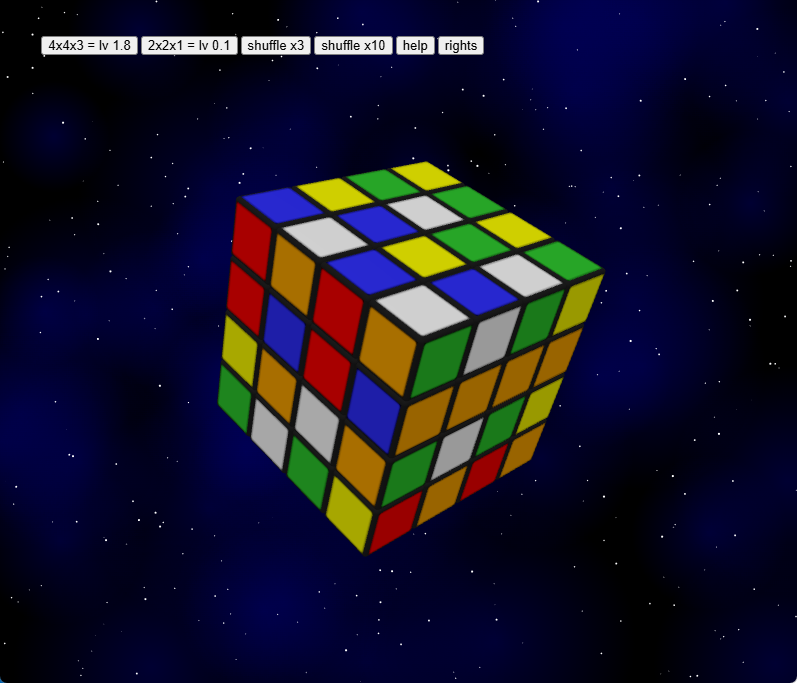 4x4x3 = lv 1.8 2x2x1 = lv 0.1 shuffle x3 shuffle x10 help rights